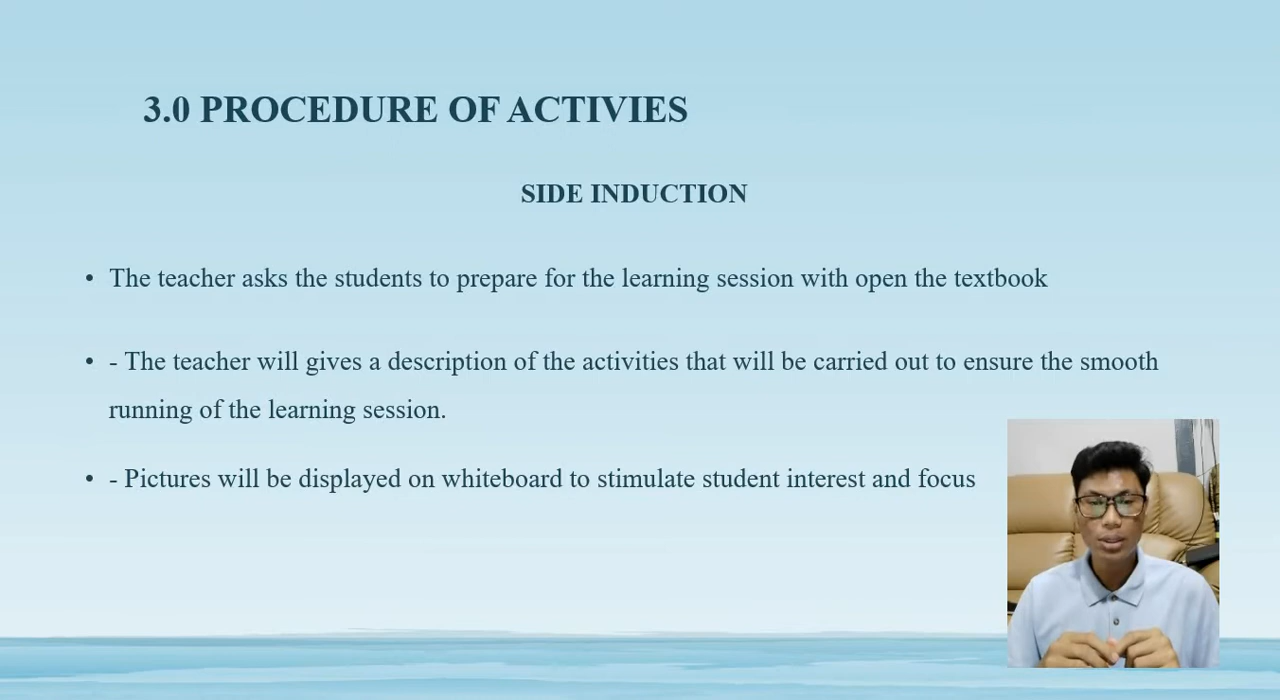 3.0 PROCEDURE OF ACTIVIES
SIDE INDUCTION
• The teacher asks the students to prepare for the learning session with open the textbook
• - The teacher will gives a description of the activities that will be carried out to ensure the smooth
running of the learning session.
• - Pictures will be displayed on whiteboard to stimulate student interest and focus